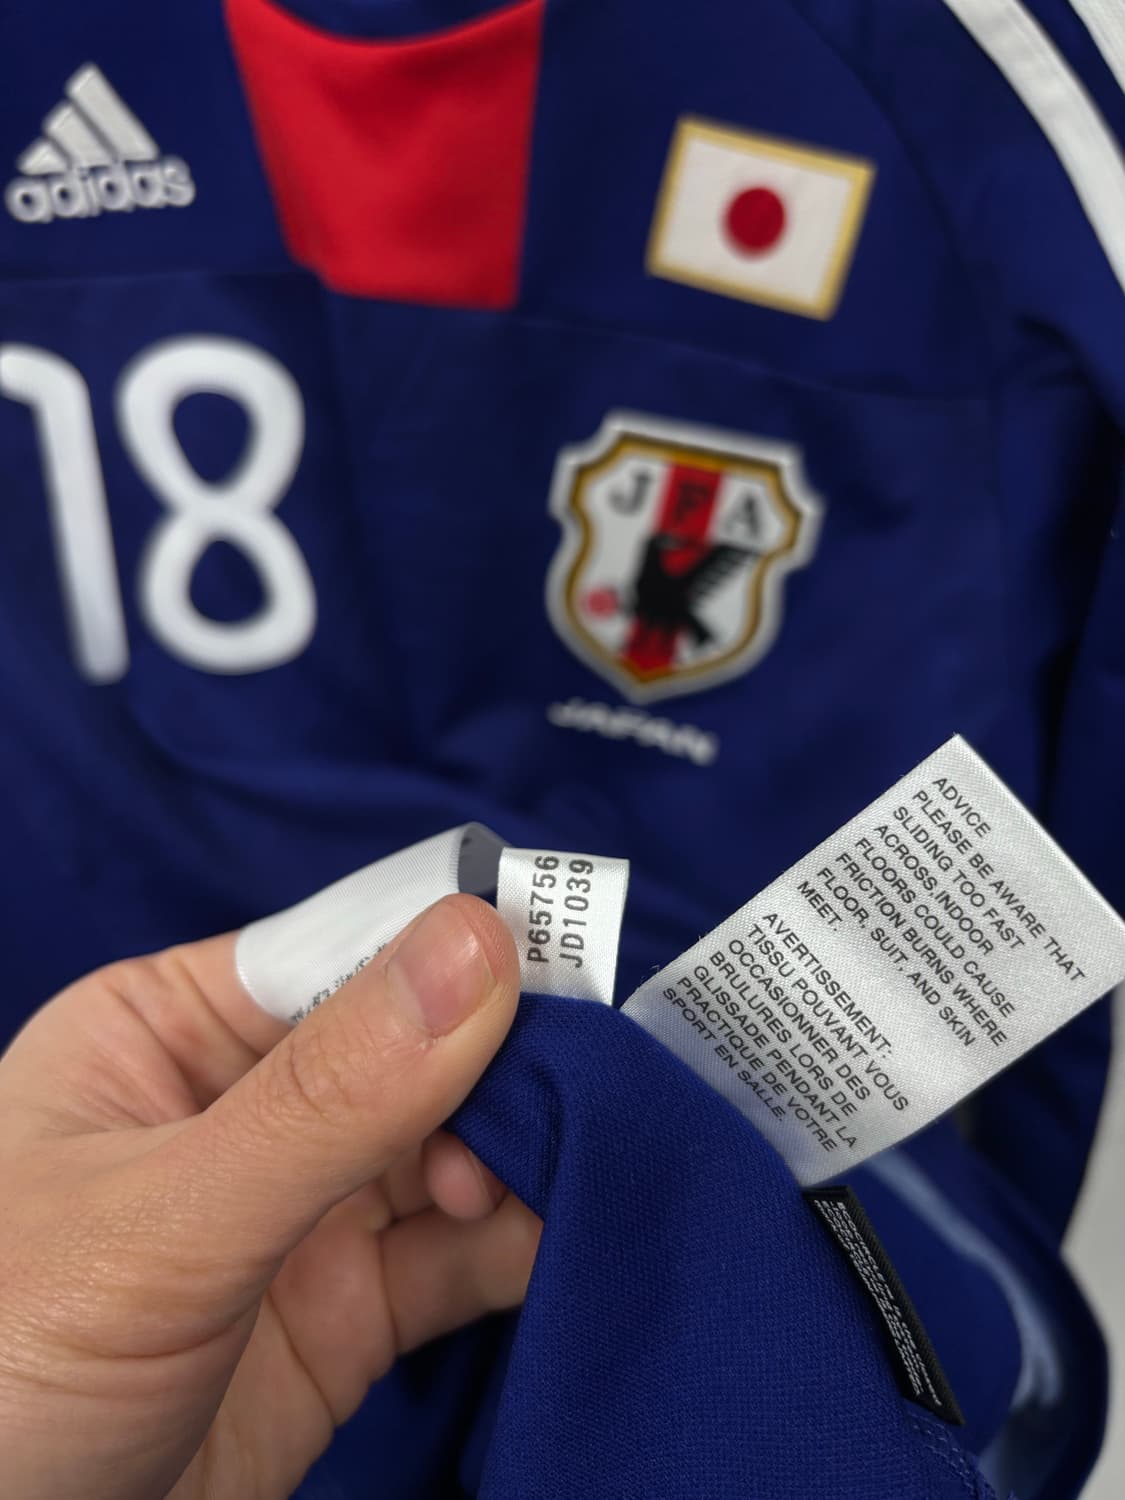 adidas
18
JFA
JAPAN
P65756
JD1039
ADVICE
PLEASE BE AWARE THAT
SLIDING TOO FAST
ACROSS INDOOR
FLOORS COULD CAUSE
FRICTION BURNS WHERE
FLOOR, SUIT, AND SKIN
MEET.
AVERTISSEMENT:
TISSU POUVANT VOUS
OCCASIONNER DES
BRULURES LORS DE
GLISSADE PENDANT LA
PRACTIQUE DE VOTRE
SPORT EN SALLE.